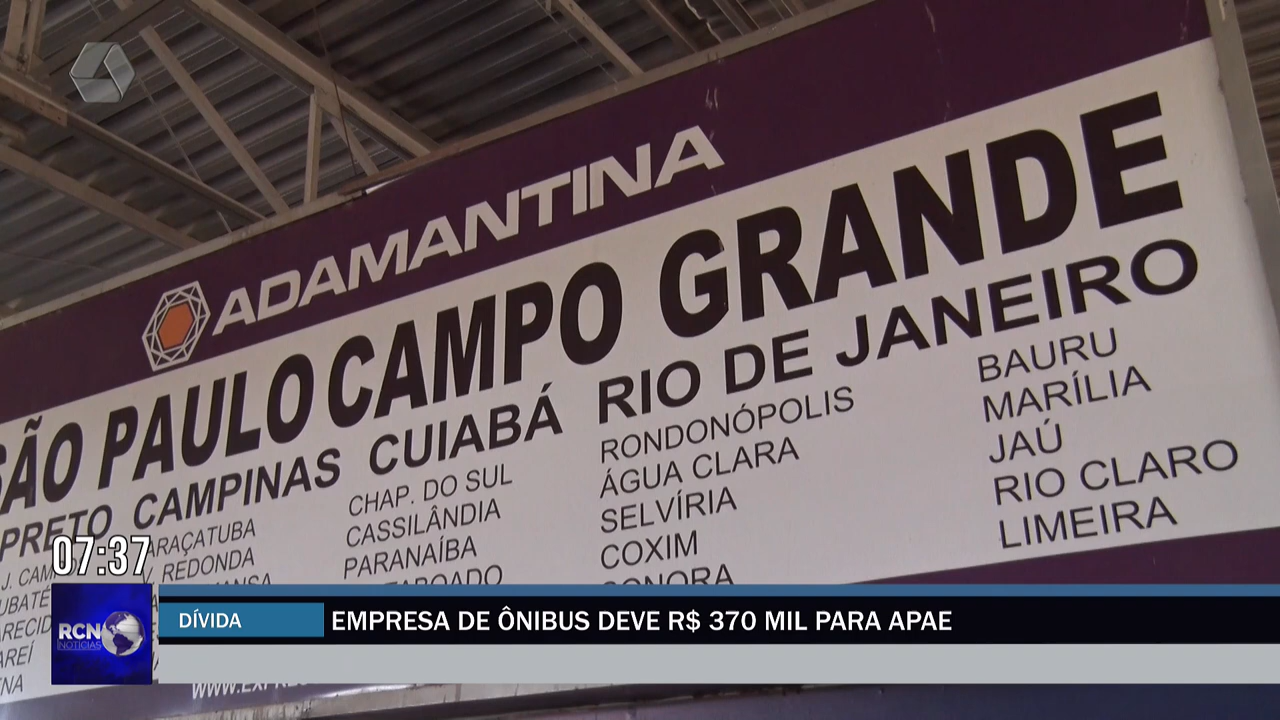 ADAMANTINA
SÃO PAULO CAMPO GRANDE
PRETO CAMPINAS CUIABÁ RIO DE JANEIRO
ARAÇATUBA
REDONDA
CHAP. DO SUL
CASSILÂNDIA
PARANAÍBA
RONDONÓPOLIS
ÁGUA CLARA
SELVÍRIA
COXIM
SONORA
BAURU
MARÍLIA
JAÚ
RIO CLARO
LIMEIRA
07:37
RCN
NOTÍCIAS
DÍVIDA
EMPRESA DE ÔNIBUS DEVE R$ 370 MIL PARA APAE